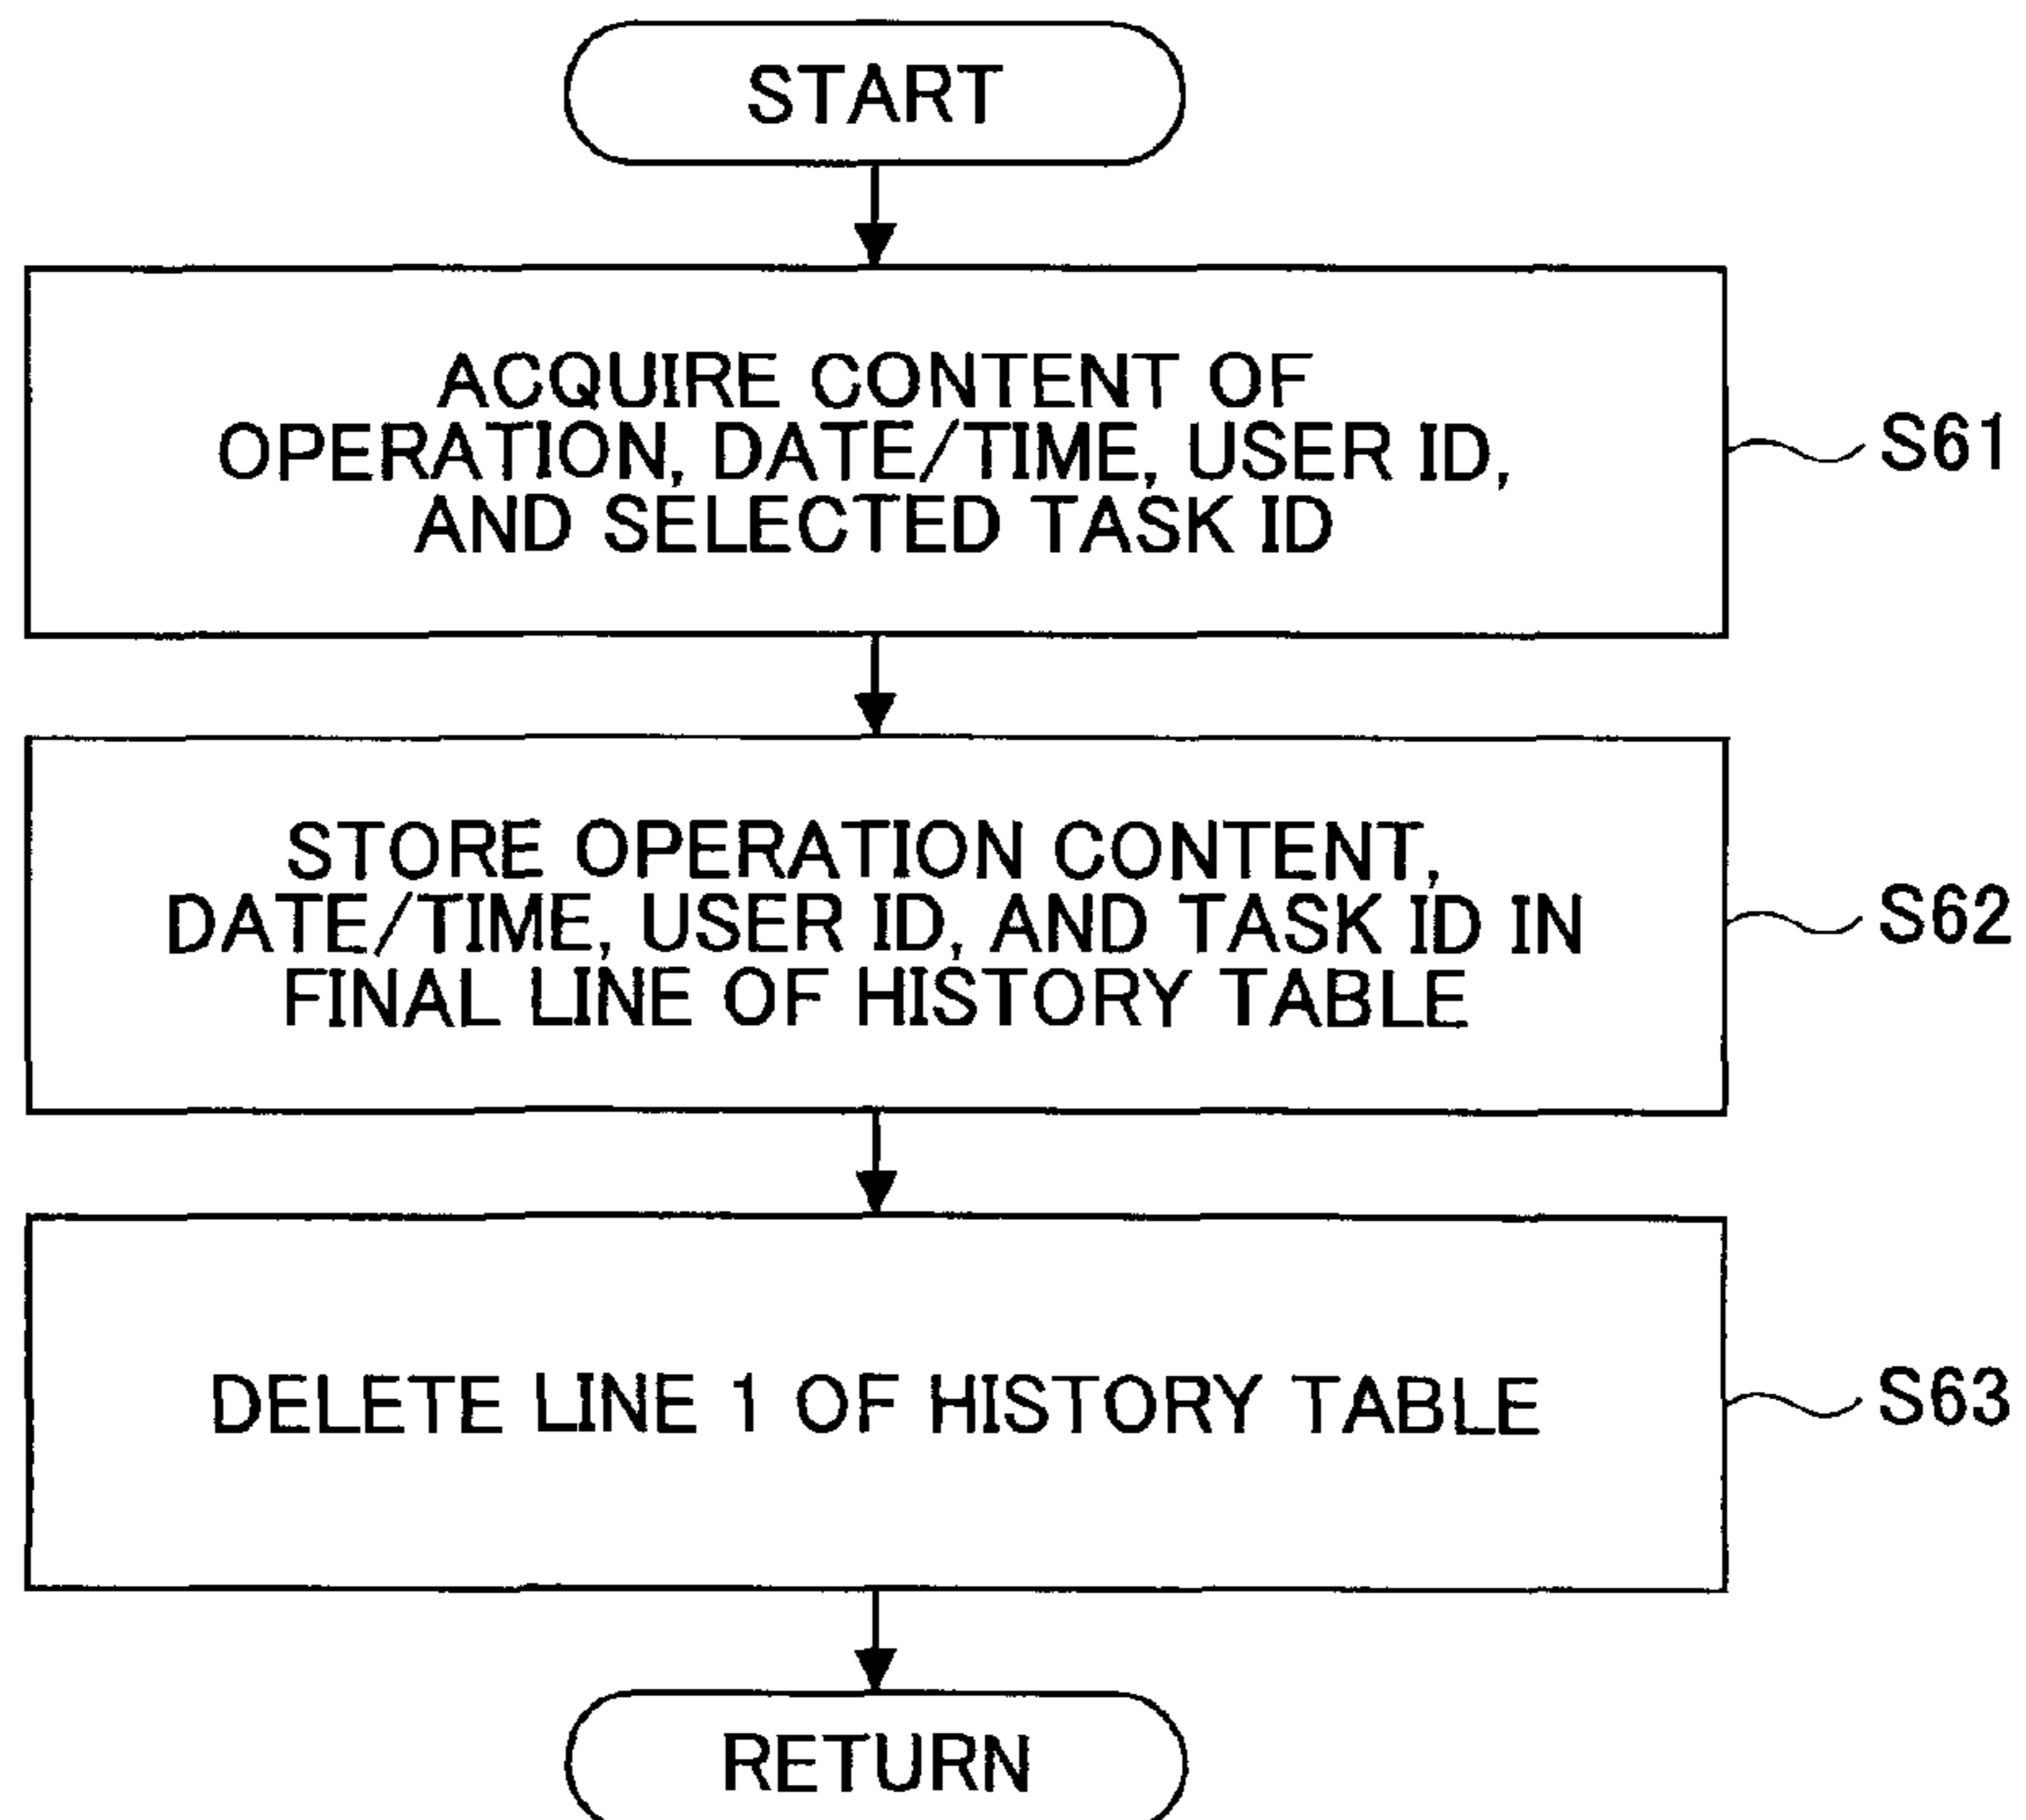 START
ACQUIRE CONTENT OF
OPERATION, DATE/TIME, USER ID,
AND SELECTED TASK ID
S61
STORE OPERATION CONTENT,
DATE/TIME, USER ID, AND TASK ID IN
FINAL LINE OF HISTORY TABLE
S62
DELETE LINE 1 OF HISTORY TABLE
S63
RETURN